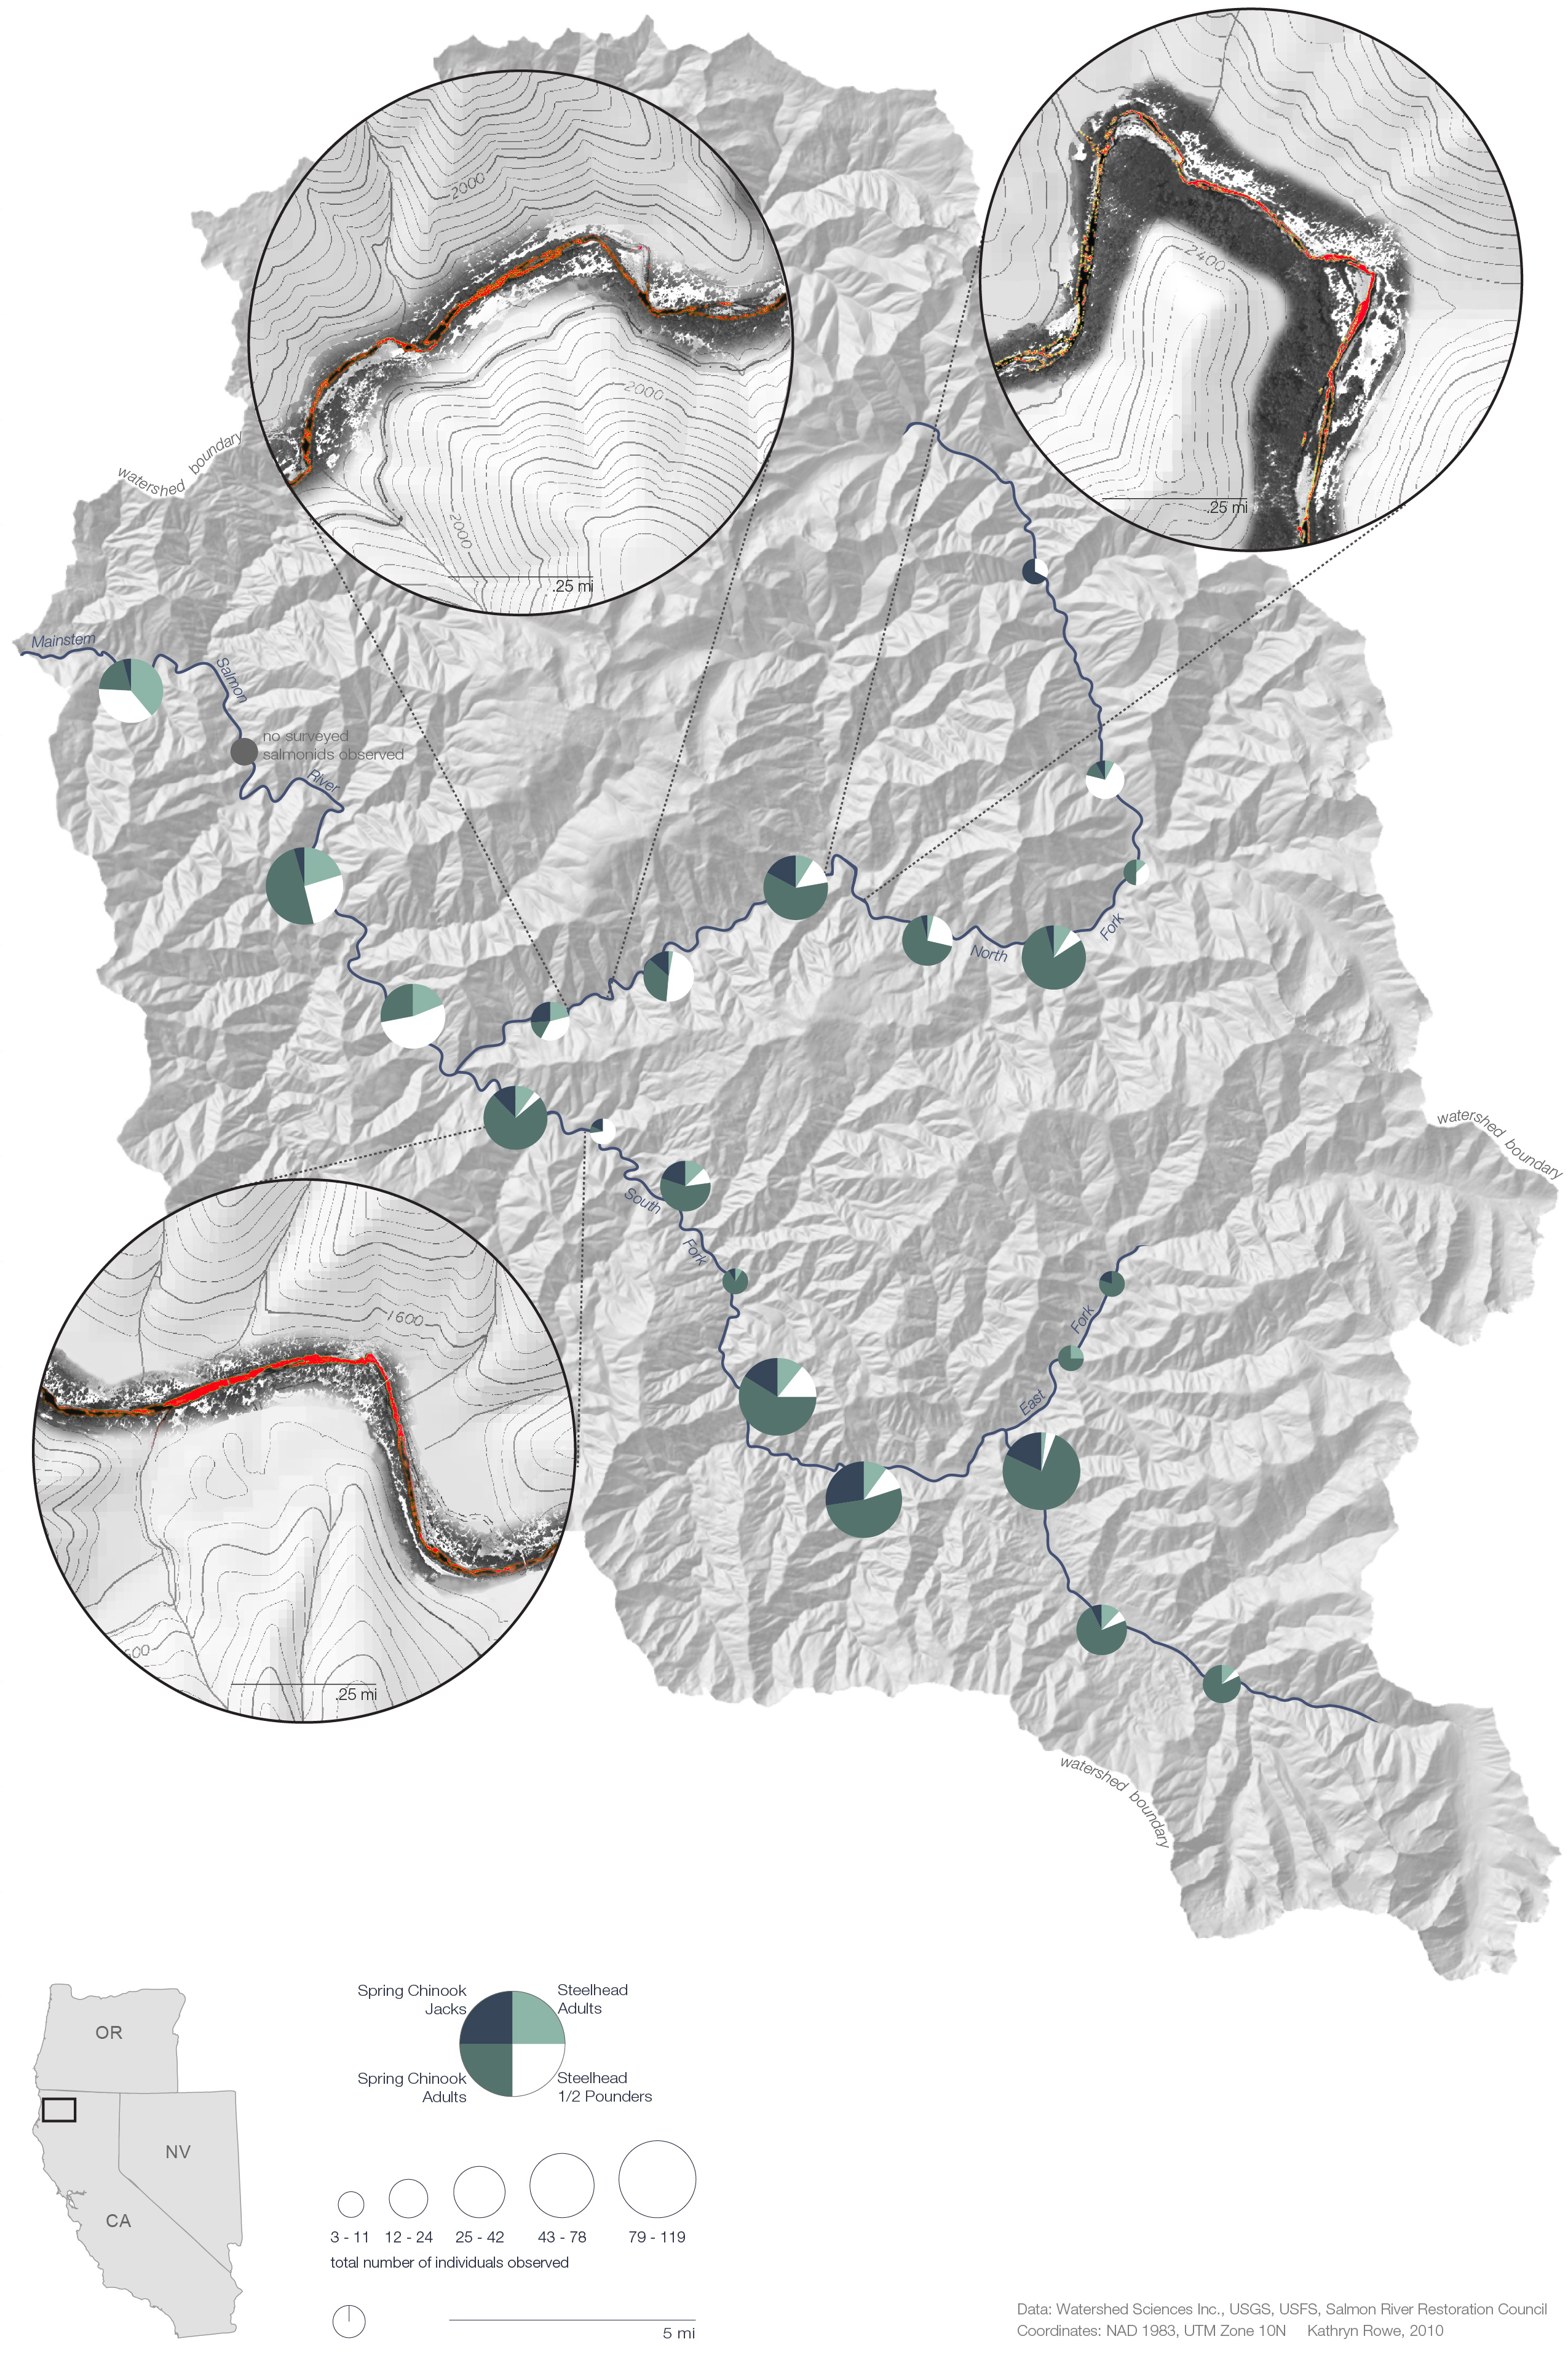 2000
2000
2000
.25 mi
2400
.25 mi
watershed boundary
Mainstem
Salmon
River
no surveyed
salmonids observed
North
Fork
watershed boundary
South
Fork
Fork
East
1600
.25 mi
watershed boundary
OR
NV
CA
Spring Chinook
Jacks
Steelhead
Adults
Spring Chinook
Adults
Steelhead
1/2 Pounders
3 - 11 12 - 24 25 - 42 43 - 78 79 - 119
total number of individuals observed
5 mi
Data: Watershed Sciences Inc., USGS, USFS, Salmon River Restoration Council
Coordinates: NAD 1983, UTM Zone 10N Kathryn Rowe, 2010